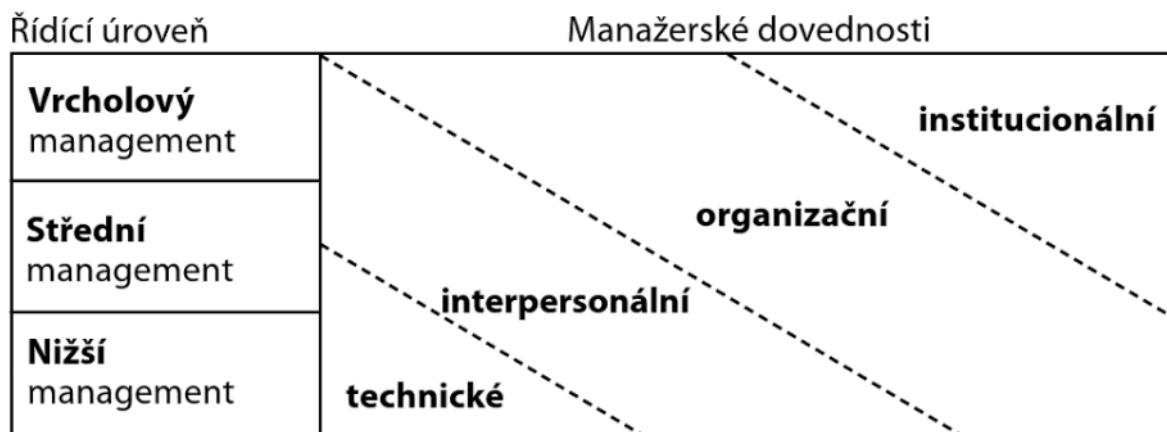 Řídící úroveň
Manažerské dovednosti
Vrcholový
management
institucionální
Střední
management
organizační
interpersonální
Nižší
management
technické